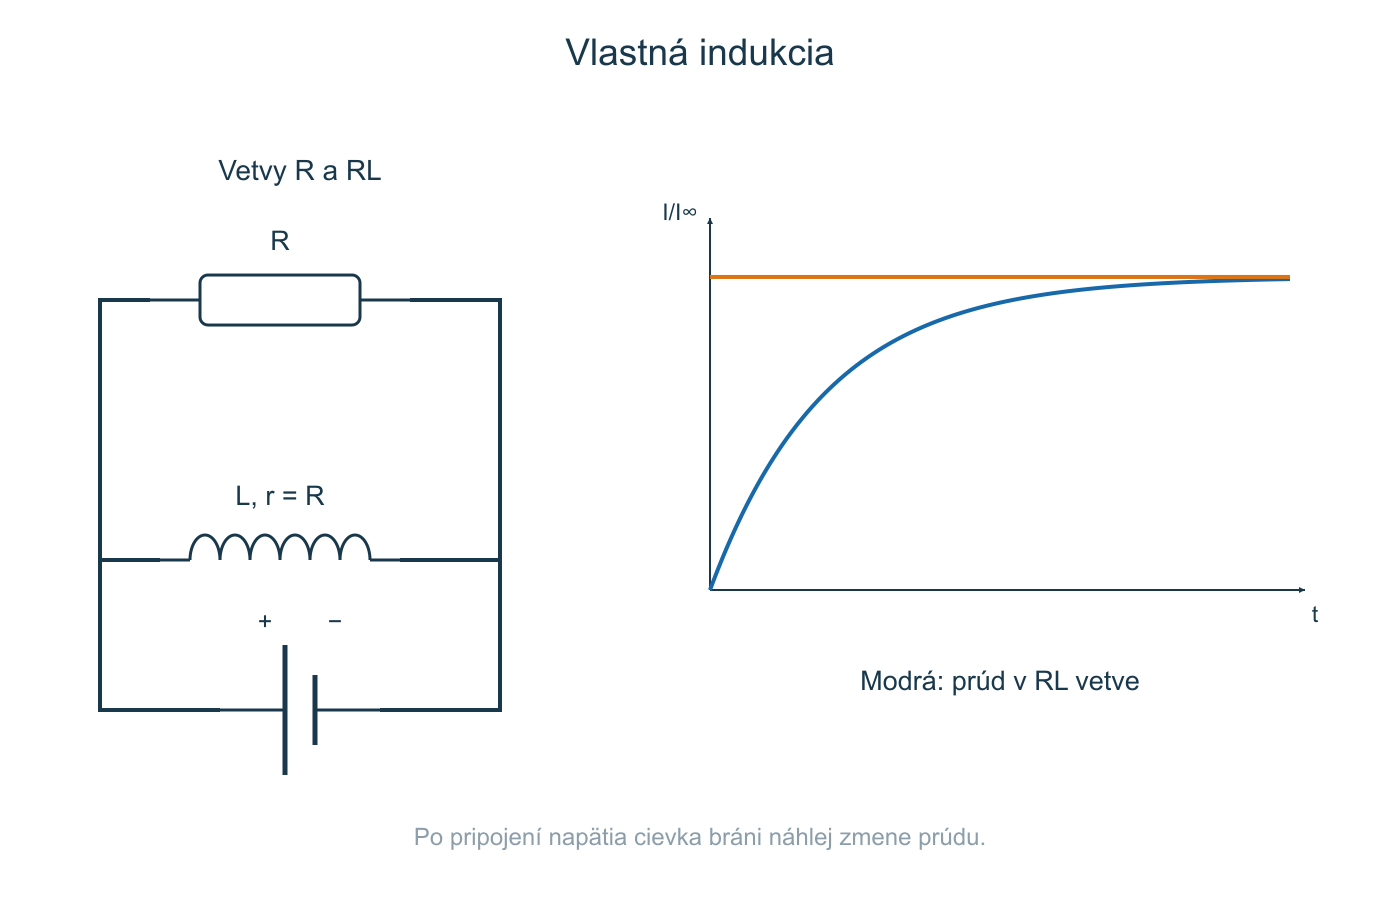 Vlastná indukcia
Vetvy R a RL
R
L, r = R
+ −
I/I∞
t
Modrá: prúd v RL vetve
Po pripojení napätia cievka bráni náhlej zmene prúdu.